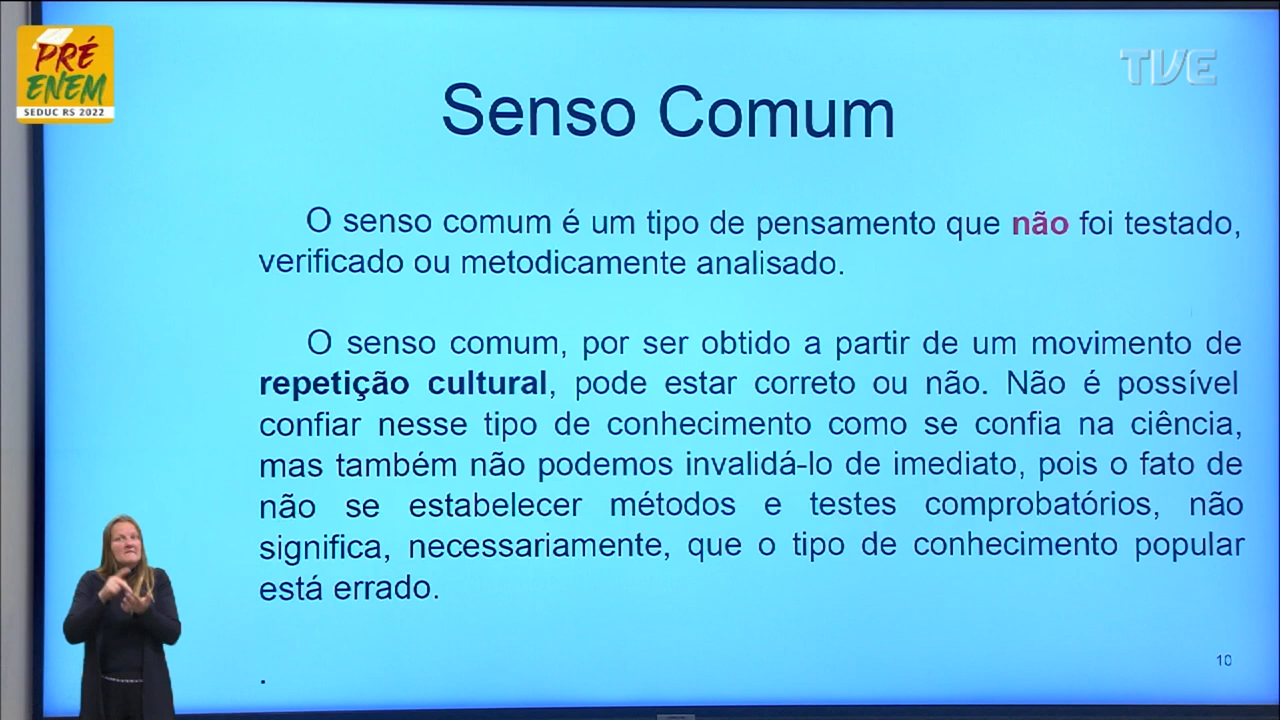 PRÉ
ENEM
SEDUC RS 2022
TVE
Senso Comum
O senso comum é um tipo de pensamento que não foi testado,
verificado ou metodicamente analisado.
O senso comum, por ser obtido a partir de um movimento de
repetição cultural, pode estar correto ou não. Não é possível
confiar nesse tipo de conhecimento como se confia na ciência,
mas também não podemos invalidá-lo de imediato, pois o fato de
não se estabelecer métodos e testes comprobatórios, não
significa, necessariamente, que o tipo de conhecimento popular
está errado.
.
10